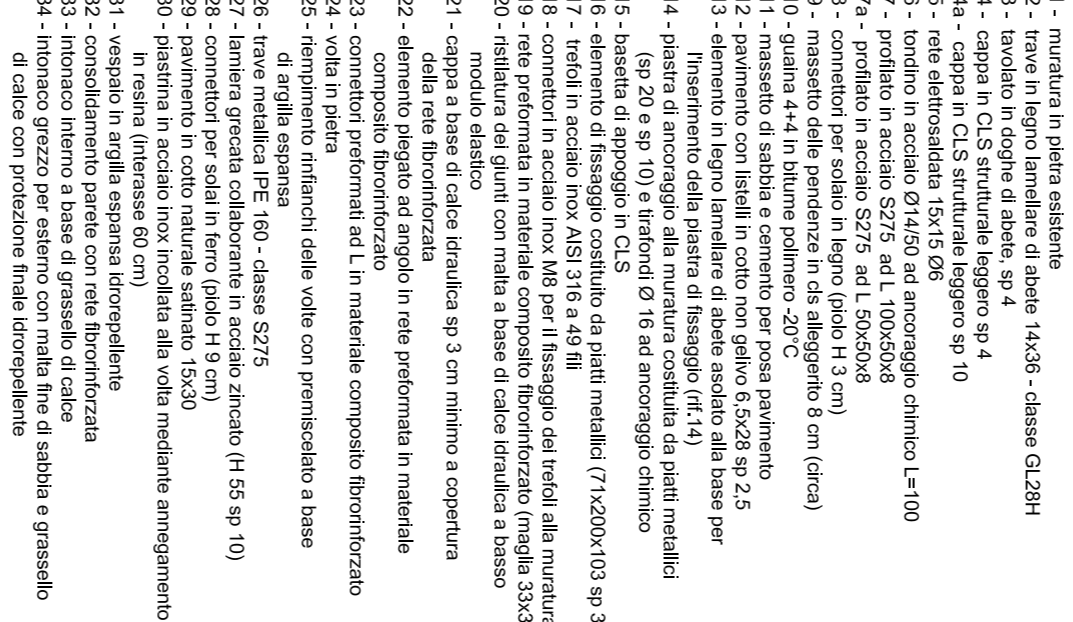 1 - muratura in pietra esistente
2 - trave in legno lamellare di abete 14x36 - classe GL28H
3 - tavolato in doghe di abete, sp 4
4 - cappa in CLS strutturale leggero sp 4
4a - cappa in CLS strutturale leggero sp 10
5 - rete elettrosaldata 15x15 Ø6
6 - tondino in acciaio Ø14/50 ad ancoraggio chimico L=100
7 - profilato in acciaio S275 ad L 100x50x8
7a - profilato in acciaio S275 ad L 50x50x8
8 - connettori per solaio in legno (piolo H 3 cm)
9 - massetto delle pendenze in cls alleggerito 8 cm (circa)
10 - guaina 4+4 in bitume polimero -20°C
11 - massetto di sabbia e cemento per posa pavimento
12 - pavimento con listelli in cotto non gelivo 6,5x28 sp 2,5
13 - elemento in legno lamellare di abete asolato alla base per
l'inserimento della piastra di fissaggio (rif.14)
14 - piastra di ancoraggio alla muratura costituita da piatti metallici
(sp 20 e sp 10) e tirafondi Ø 16 ad ancoraggio chimico
15 - basetta di appoggio in CLS
16 - elemento di fissaggio costituito da piatti metallici (71x200x103 sp 3
17 - trefoli in acciaio inox AISI 316 a 49 fili
18 - connettori in acciaio inox M8 per il fissaggio dei trefoli alla muratura
19 - rete preformata in materiale composito fibrorinforzato (maglia 33x3
20 - ristilatura dei giunti con malta a base di calce idraulica a basso
modulo elastico
21 - cappa a base di calce idraulica sp 3 cm minimo a copertura
della rete fibrorinforzata
22 - elemento piegato ad angolo in rete preformata in materiale
composito fibrorinforzato
23 - connettori preformati ad L in materiale composito fibrorinforzato
24 - volta in pietra
25 - riempimento rinfianchi delle volte con premiscelato a base
di argilla espansa
26 - trave metallica IPE 160 - classe S275
27 - lamiera grecata collaborante in acciaio zincato (H 55 sp 10)
28 - connettori per solai in ferro (piolo H 9 cm)
29 - pavimento in cotto naturale satinato 15x30
30 - piastrina in acciaio inox incollata alla volta mediante annegamento
in resina (interasse 60 cm)
31 - vespaio in argilla espansa idrorepellente
32 - consolidamento parete con rete fibrorinforzata
33 - intonaco interno a base di grassello di calce
34 - intonaco grezzo per esterno con malta fine di sabbia e grassello
di calce con protezione finale idrorepellente